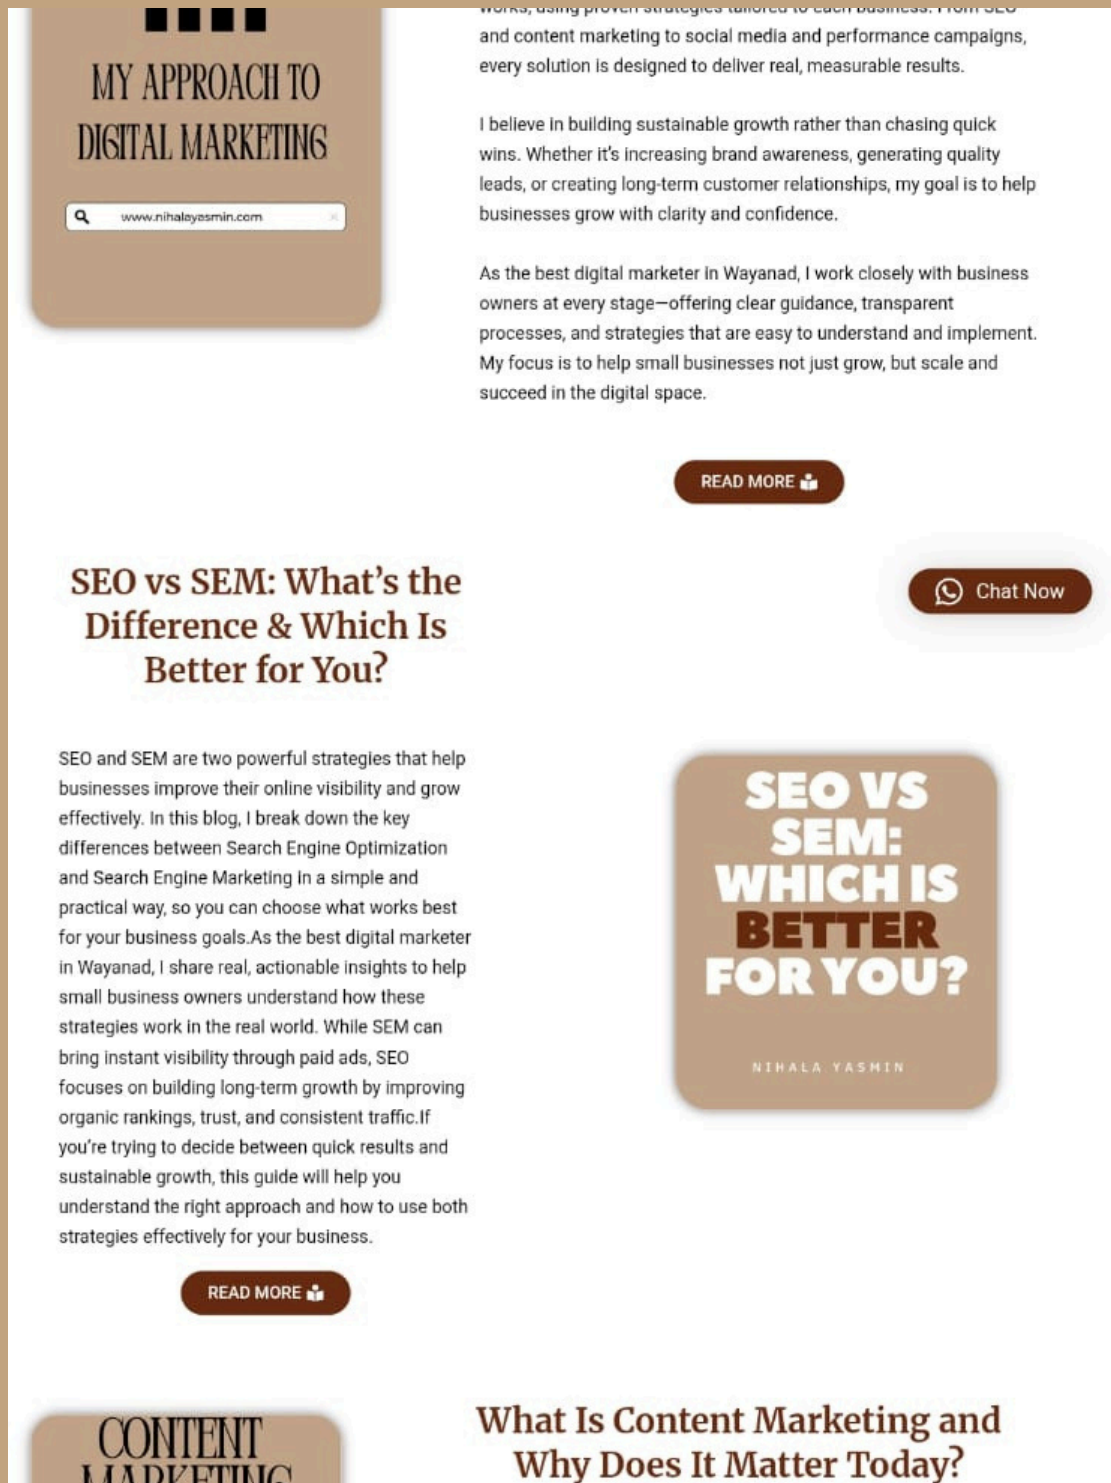 MY APPROACH TO
DIGITAL MARKETING
www.nihalayasmin.com
works, using proven strategies tailored to each business. From SEO
and content marketing to social media and performance campaigns,
every solution is designed to deliver real, measurable results.
I believe in building sustainable growth rather than chasing quick
wins. Whether it’s increasing brand awareness, generating quality
leads, or creating long-term customer relationships, my goal is to help
businesses grow with clarity and confidence.
As the best digital marketer in Wayanad, I work closely with business
owners at every stage—offering clear guidance, transparent
processes, and strategies that are easy to understand and implement.
My focus is to help small businesses not just grow, but scale and
succeed in the digital space.
READ MORE
Chat Now
SEO vs SEM: What’s the
Difference & Which Is
Better for You?
SEO and SEM are two powerful strategies that help
businesses improve their online visibility and grow
effectively. In this blog, I break down the key
differences between Search Engine Optimization
and Search Engine Marketing in a simple and
practical way, so you can choose what works best
for your business goals.As the best digital marketer
in Wayanad, I share real, actionable insights to help
small business owners understand how these
strategies work in the real world. While SEM can
bring instant visibility through paid ads, SEO
focuses on building long-term growth by improving
organic rankings, trust, and consistent traffic.If
you’re trying to decide between quick results and
sustainable growth, this guide will help you
understand the right approach and how to use both
strategies effectively for your business.
READ MORE
SEO VS
SEM:
WHICH IS
BETTER
FOR YOU?
NIHALA YASMIN
CONTENT
MARKETING
What Is Content Marketing and
Why Does It Matter Today?